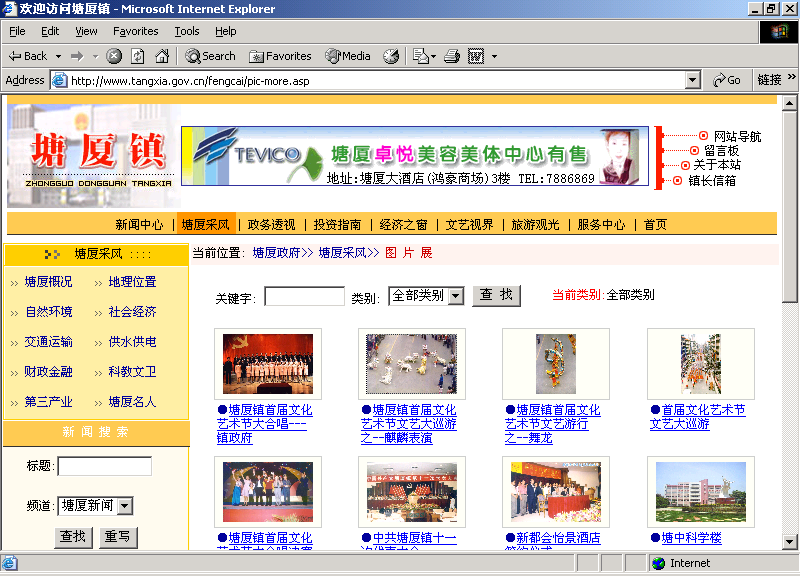 欢迎访问塘厦镇 - Microsoft Internet Explorer
File Edit View Favorites Tools Help
Back Search Favorites Media
Address http://www.tangxia.gov.cn/fengcai/pic-more.asp Go 链接 »
塘厦镇
ZHONGGUO DONGGUAN TANGXIA
TEVICO 塘厦卓悦美容美体中心有售
地址:塘厦大酒店(鸿豪商场)3楼 TEL:7886869
网站导航
留言板
关于本站
镇长信箱
新闻中心 | 塘厦采风 | 政务透视 | 投资指南 | 经济之窗 | 文艺视界 | 旅游观光 | 服务中心 | 首页
塘厦采风 ::::
›› 塘厦概况 ›› 地理位置
›› 自然环境 ›› 社会经济
›› 交通运输 ›› 供水供电
›› 财政金融 ›› 科教文卫
›› 第三产业 ›› 塘厦名人
新 闻 搜 索
标题:
频道: 塘厦新闻
查找 重写
当前位置: 塘厦政府>> 塘厦采风>> 图 片 展
关键字: 类别: 全部类别 查 找 当前类别:全部类别
●塘厦镇首届文化
艺术节大合唱---
镇政府
●塘厦镇首届文化
艺术节文艺大巡游
之--麒麟表演
●塘厦镇首届文化
艺术节文艺游行
之--舞龙
●首届文化艺术节
文艺大巡游
●塘厦镇首届文化
艺术节大合唱决赛
●中共塘厦镇十一
次代表大会
●新都会怡景酒店
签约仪式
●塘中科学楼
Internet